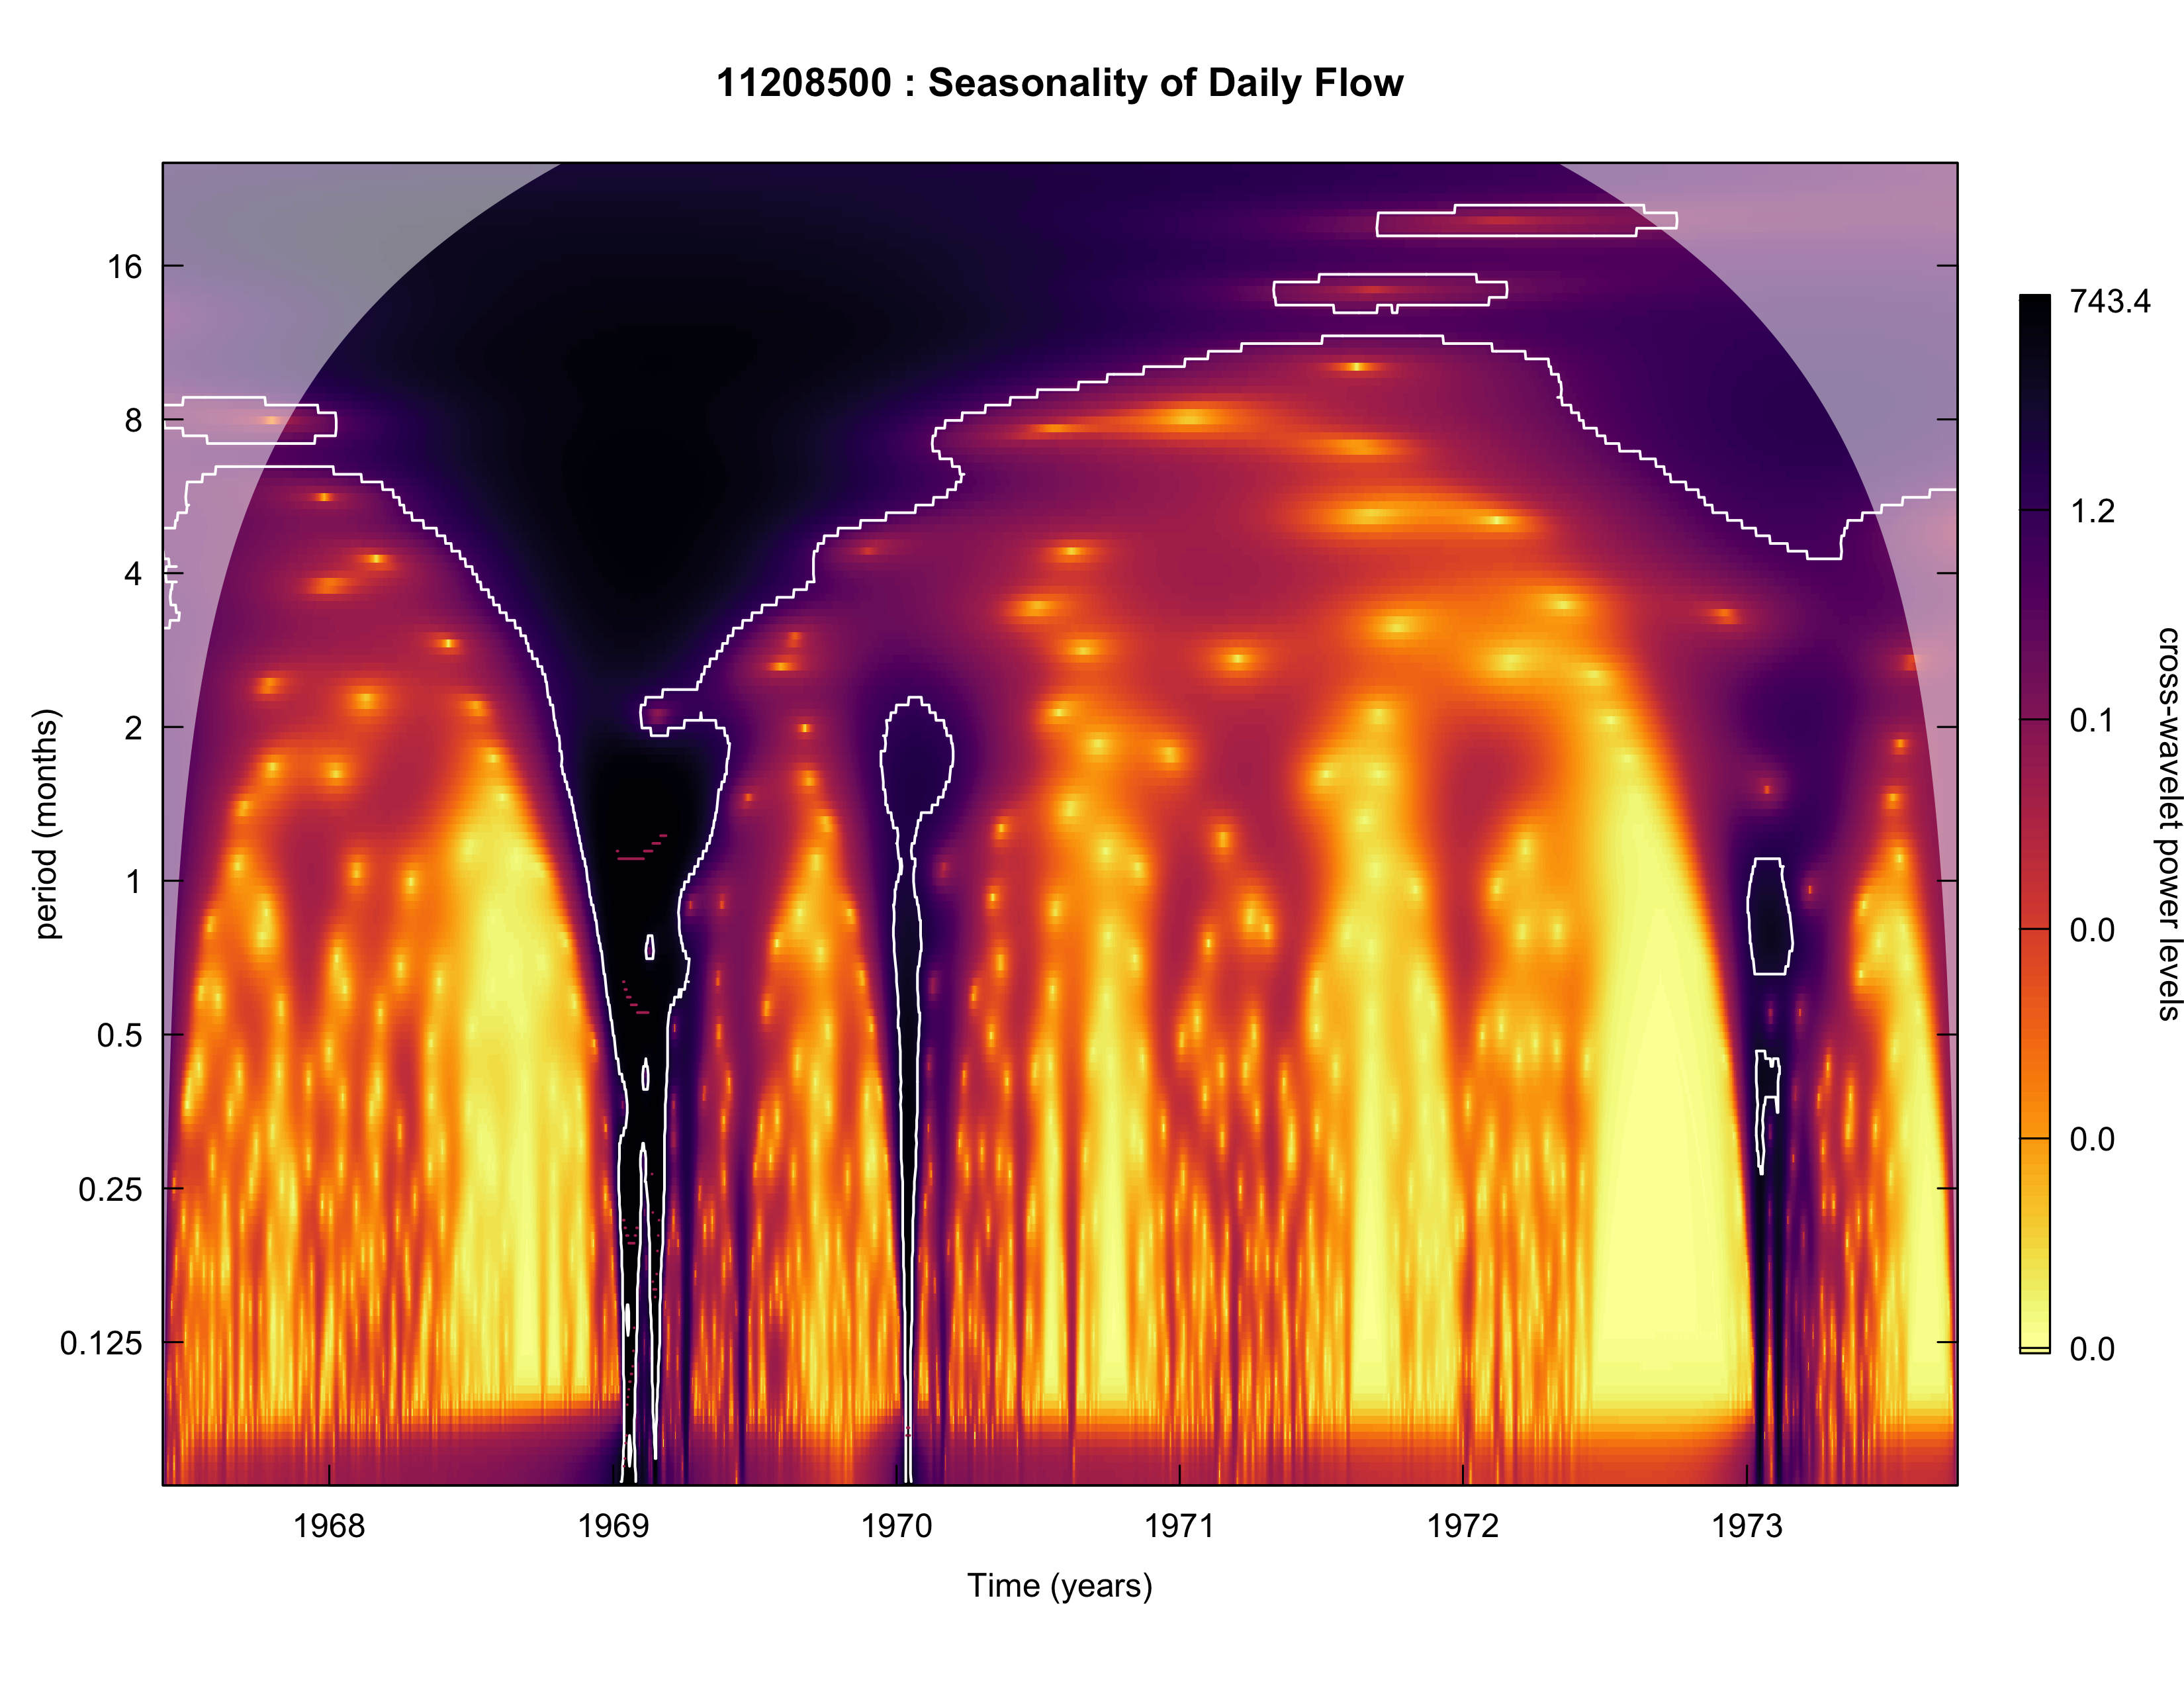 11208500 : Seasonality of Daily Flow
period (months)
16
8
4
2
1
0.5
0.25
0.125
1968 1969 1970 1971 1972 1973
Time (years)
743.4
1.2
0.1
0.0
0.0
0.0
cross-wavelet power levels